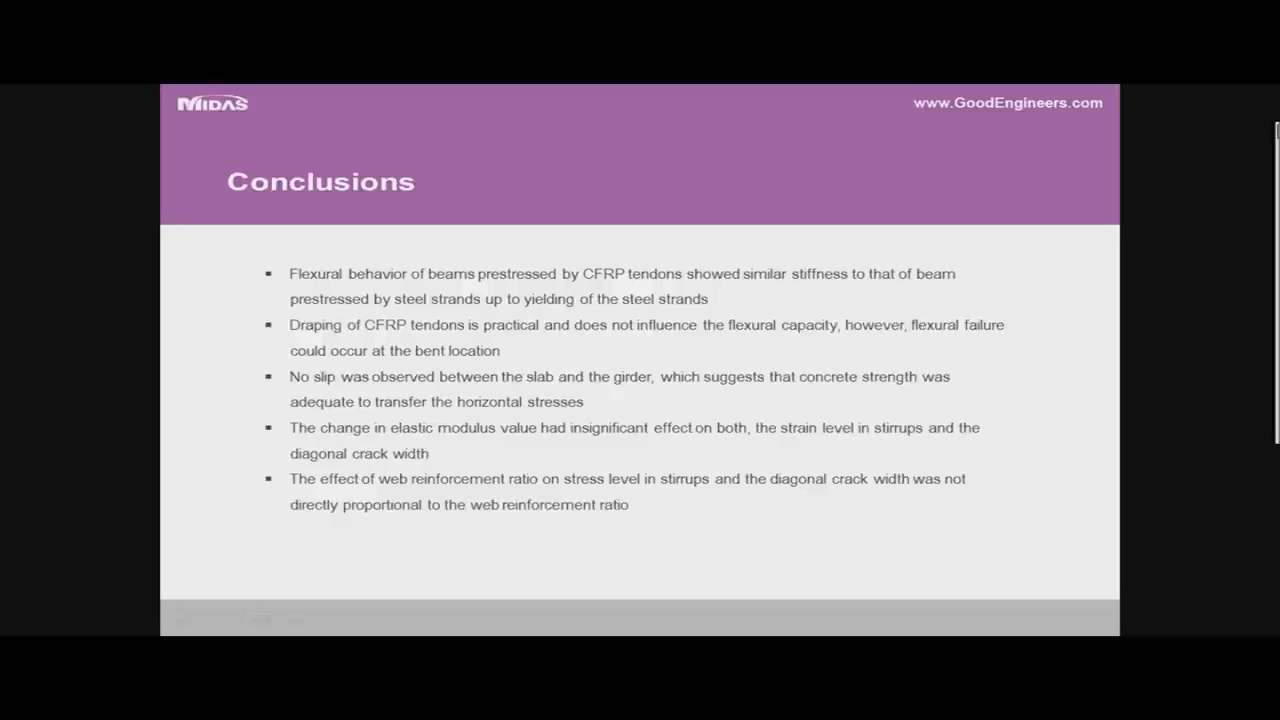 MIDAS
www.GoodEngineers.com
Conclusions
▪ Flexural behavior of beams prestressed by CFRP tendons showed similar stiffness to that of beam
prestressed by steel strands up to yielding of the steel strands
▪ Draping of CFRP tendons is practical and does not influence the flexural capacity, however, flexural failure
could occur at the bent location
▪ No slip was observed between the slab and the girder, which suggests that concrete strength was
adequate to transfer the horizontal stresses
▪ The change in elastic modulus value had insignificant effect on both, the strain level in stirrups and the
diagonal crack width
▪ The effect of web reinforcement ratio on stress level in stirrups and the diagonal crack width was not
directly proportional to the web reinforcement ratio